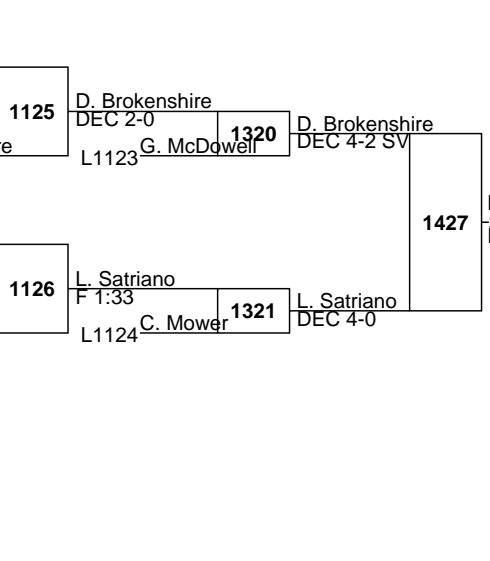 1125
D. Brokenshire
DEC 2-0
L1123
G. McDowell
1320
D. Brokenshire
DEC 4-2 SV
1427
1126
L. Satriano
F 1:33
L1124
C. Mower
1321
L. Satriano
DEC 4-0